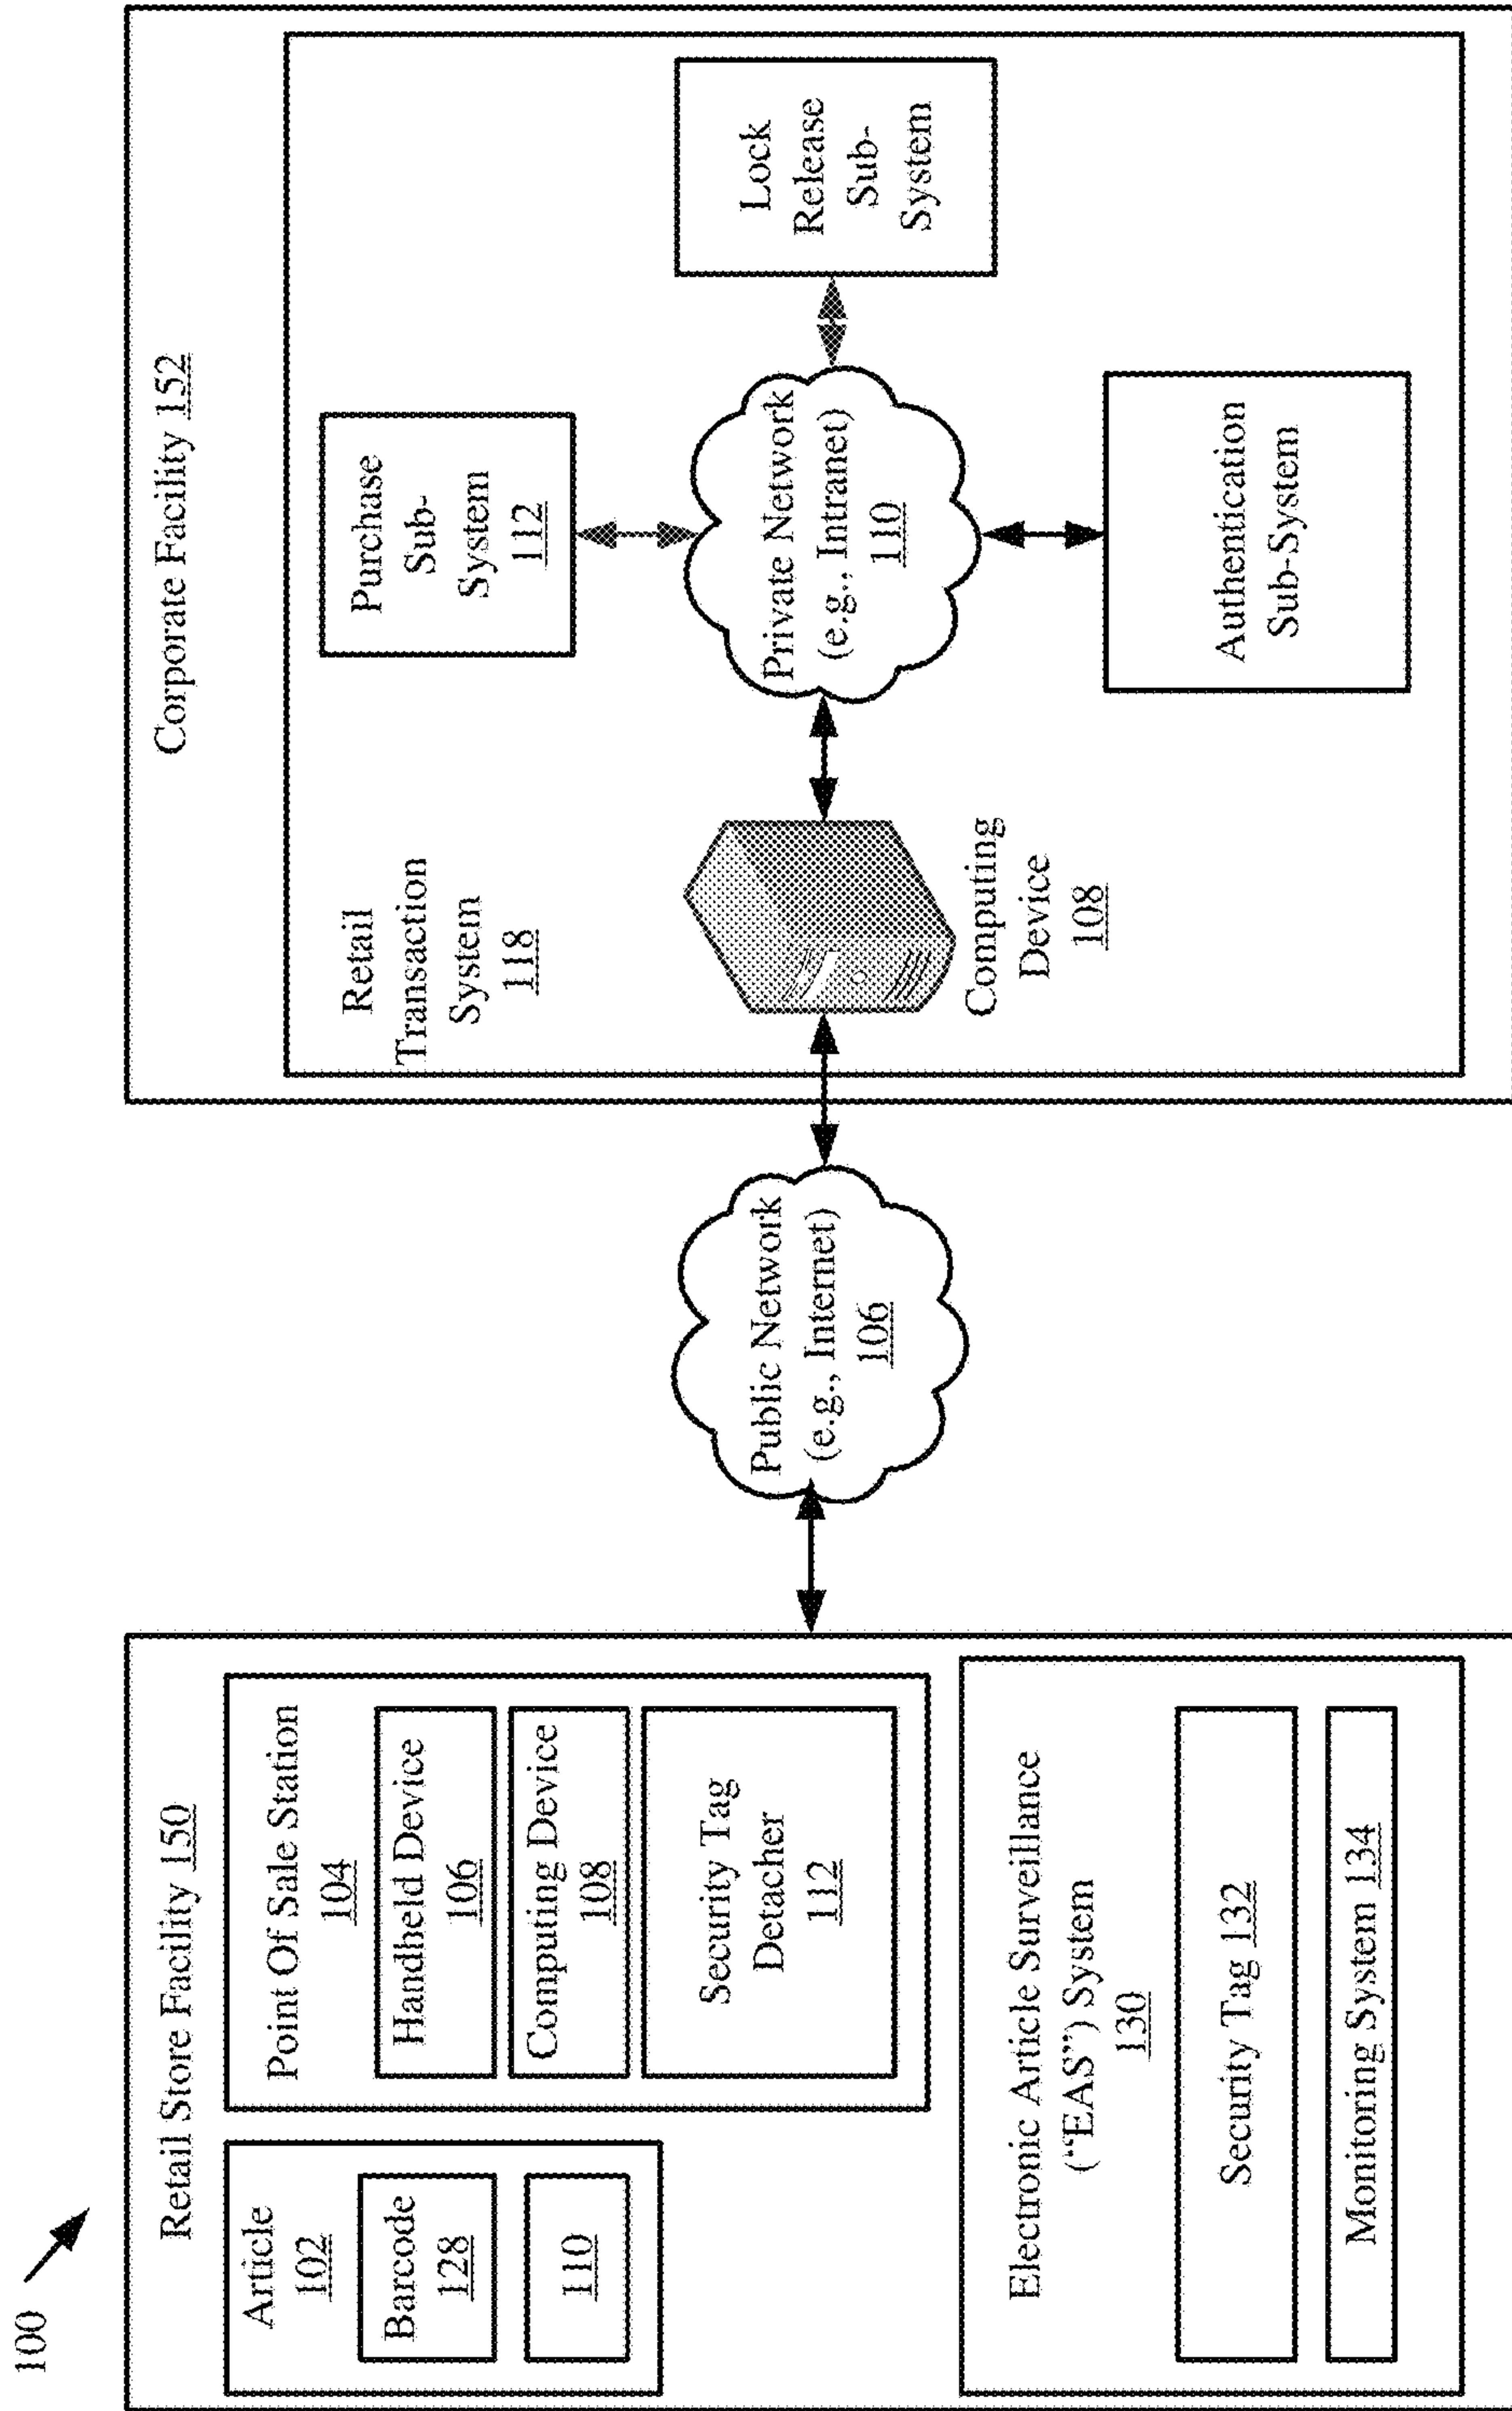 100
Retail Store Facility 150
Article
102
Barcode
128
110
Point Of Sale Station
104
Handheld Device
106
Computing Device
108
Security Tag
Detacher
112
Electronic Article Surveillance
("EAS") System
130
Security Tag 132
Monitoring System 134
Public Network
(e.g., Internet)
106
Corporate Facility 152
Retail
Transaction
System
118
Computing
Device
108
Purchase
Sub-
System
112
Private Network
(e.g., Intranet)
110
Lock
Release
Sub-
System
Authentication
Sub-System